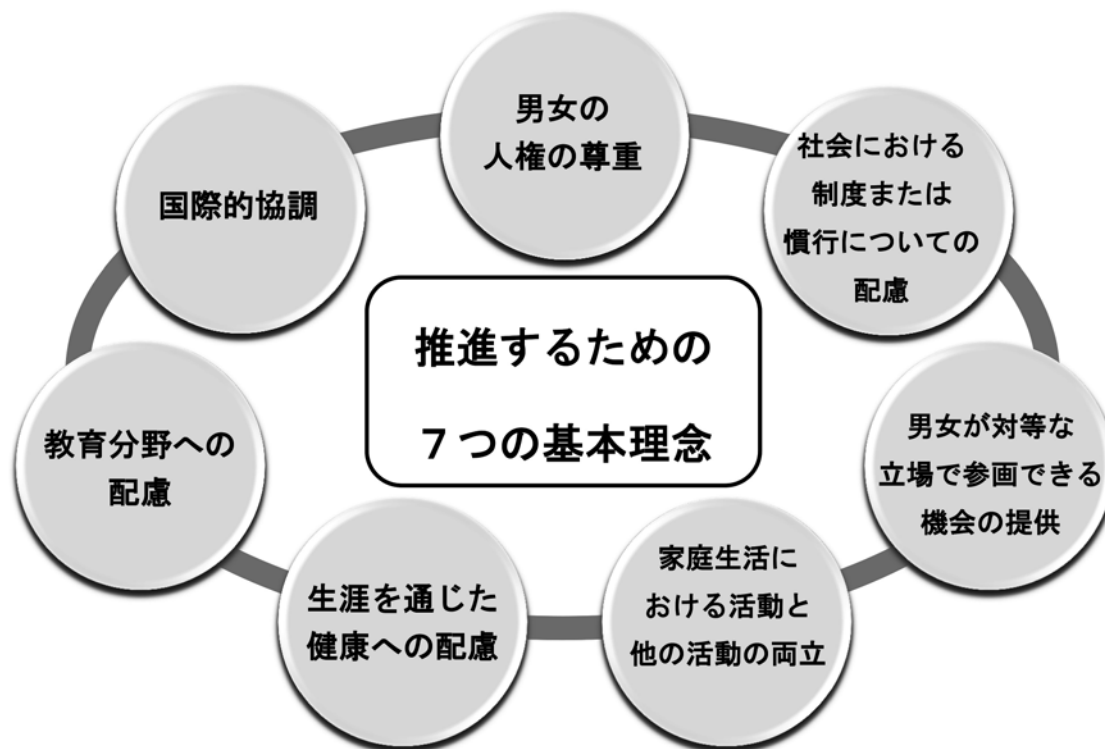 推進するための
７つの基本理念
男女の
人権の尊重
社会における
制度または
慣行についての
配慮
男女が対等な
立場で参画できる
機会の提供
家庭生活に
おける活動と
他の活動の両立
生涯を通じた
健康への配慮
教育分野への
配慮
国際的協調